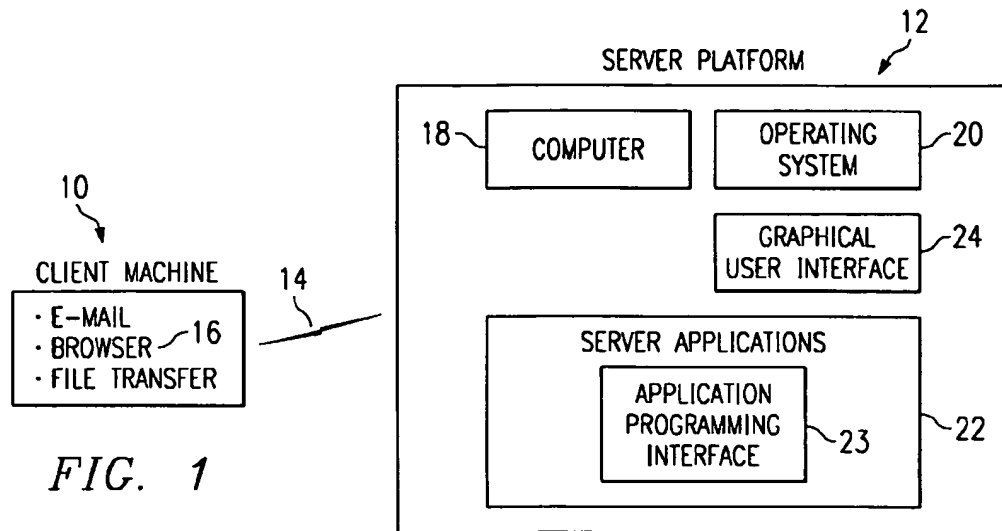 12
SERVER PLATFORM
18
COMPUTER
OPERATING
SYSTEM
20
10
GRAPHICAL
USER INTERFACE
24
CLIENT MACHINE
· E-MAIL
· BROWSER
16
· FILE TRANSFER
14
SERVER APPLICATIONS
APPLICATION
PROGRAMMING
INTERFACE
23
22
FIG. 1